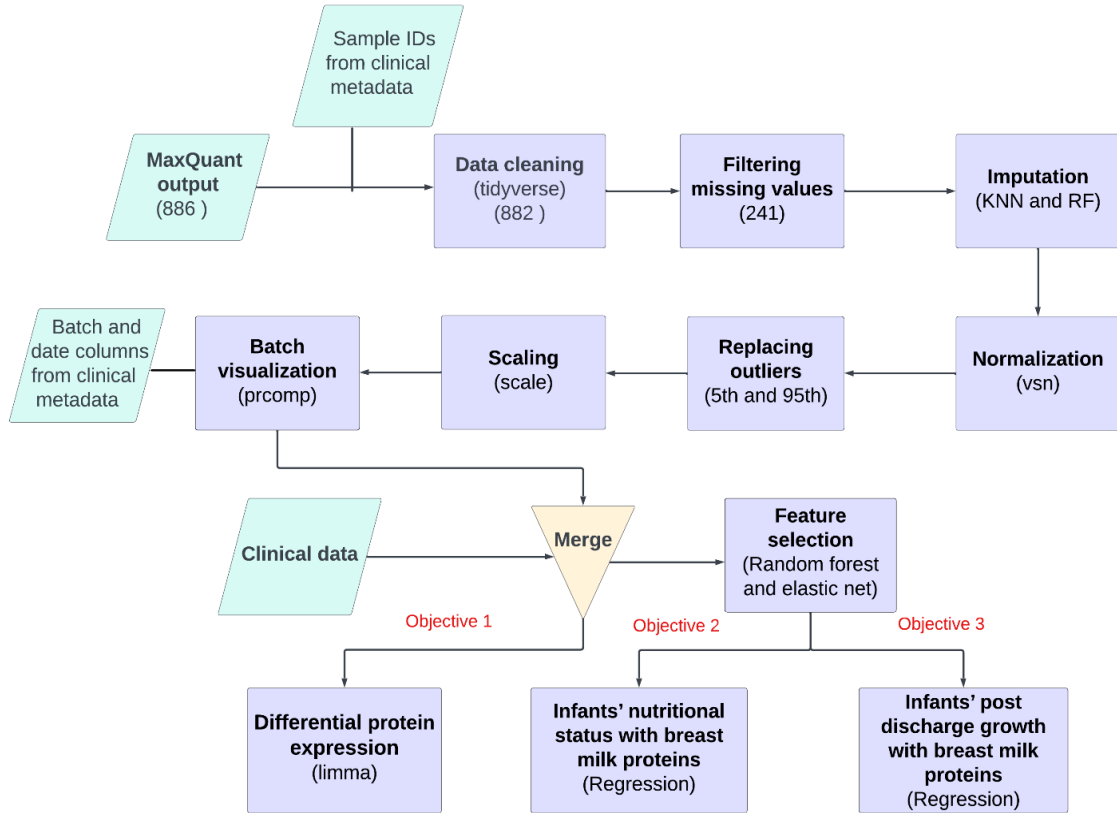 Sample IDs
from clinical
metadata
MaxQuant
output
(886 )
Data cleaning
(tidyverse)
(882 )
Filtering
missing values
(241)
Imputation
(KNN and RF)
Batch and
date columns
from clinical
metadata
Batch
visualization
(prcomp)
Scaling
(scale)
Replacing
outliers
(5th and 95th)
Normalization
(vsn)
Clinical data
Merge
Feature
selection
(Random forest
and elastic net)
Objective 1
Objective 2
Objective 3
Differential protein
expression
(limma)
Infants’ nutritional
status with breast
milk proteins
(Regression)
Infants’ post
discharge growth
with breast milk
proteins
(Regression)